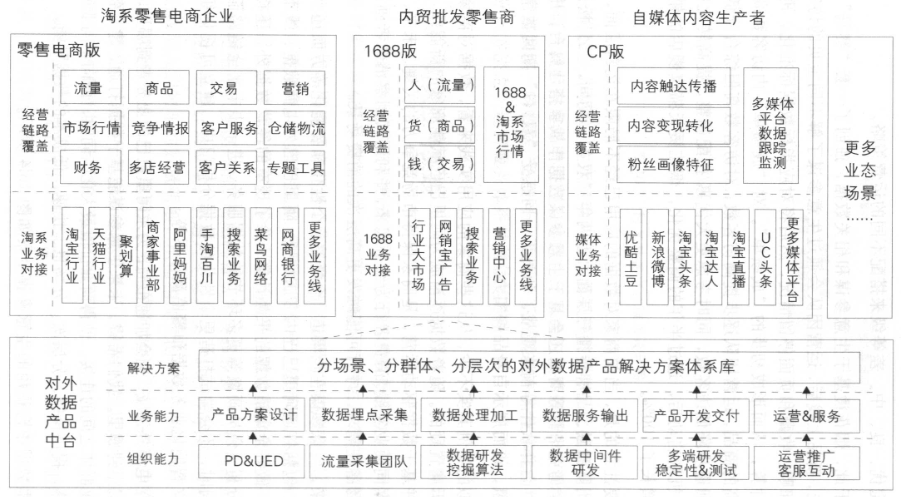 淘系零售电商企业
内贸批发零售商
自媒体内容生产者
零售电商版
经营
链路
覆盖
流量
商品
交易
营销
市场行情
竞争情报
客户服务
仓储物流
财务
多店经营
客户关系
专题工具
淘系
业务
对接
淘宝行业
天猫行业
聚划算
商家事业部
阿里妈妈
手淘百川
搜索业务
菜鸟网络
网商银行
更多业务线
1688版
经营
链路
覆盖
人（流量）
货（商品）
钱（交易）
1688
&
淘系
市场
行情
1688
业务
对接
行业大市场
网销宝广告
搜索业务
营销中心
更多业务线
CP版
经营
链路
覆盖
内容触达传播
内容变现转化
粉丝画像特征
多媒体
平台
数据
跟踪
监测
媒体
业务
对接
优酷土豆
新浪微博
淘宝头条
淘宝达人
淘宝直播
UC头条
更多媒体平台
更多
业态
场景
……
对外
数据
产品
中台
解决方案
分场景、分群体、分层次的对外数据产品解决方案体系库
业务能力
产品方案设计
数据埋点采集
数据处理加工
数据服务输出
产品开发交付
运营&服务
组织能力
PD&UED
流量采集团队
数据研发
挖掘算法
数据中间件
研发
多端研发
稳定性&测试
运营推广
客服互动